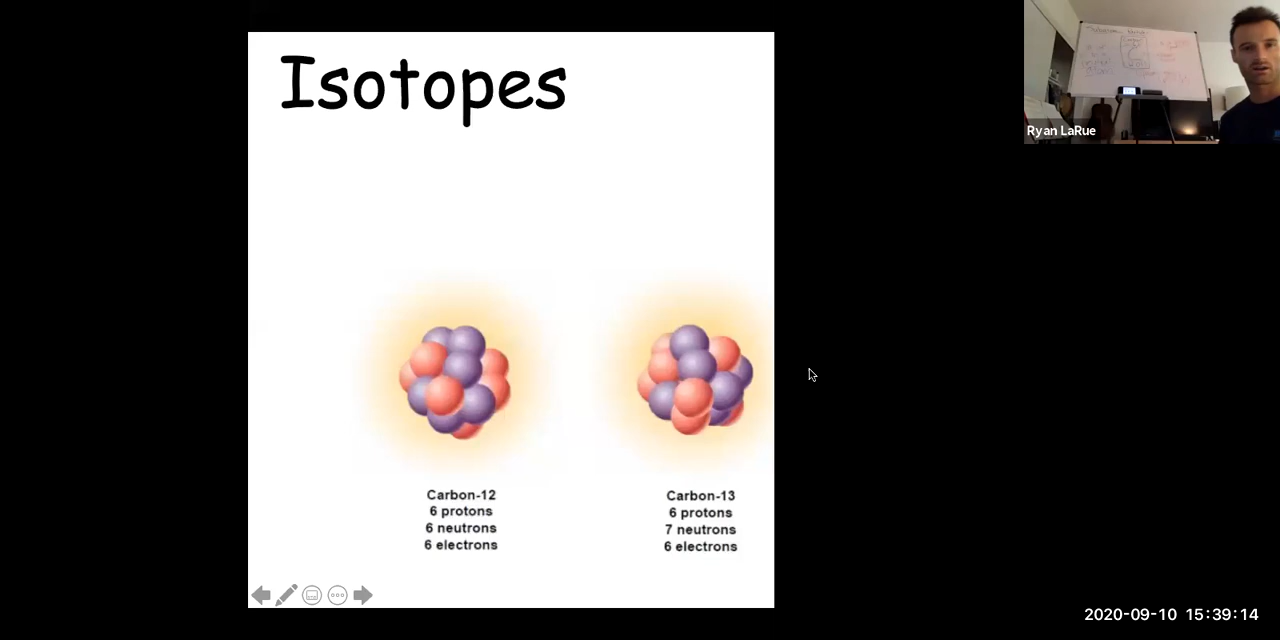 Isotopes
Ryan LaRue
Carbon-12
6 protons
6 neutrons
6 electrons
Carbon-13
6 protons
7 neutrons
6 electrons
2020-09-10 15:39:14